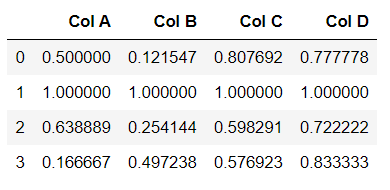 Col A Col B Col C Col D
0 0.500000 0.121547 0.807692 0.777778
1 1.000000 1.000000 1.000000 1.000000
2 0.638889 0.254144 0.598291 0.722222
3 0.166667 0.497238 0.576923 0.833333